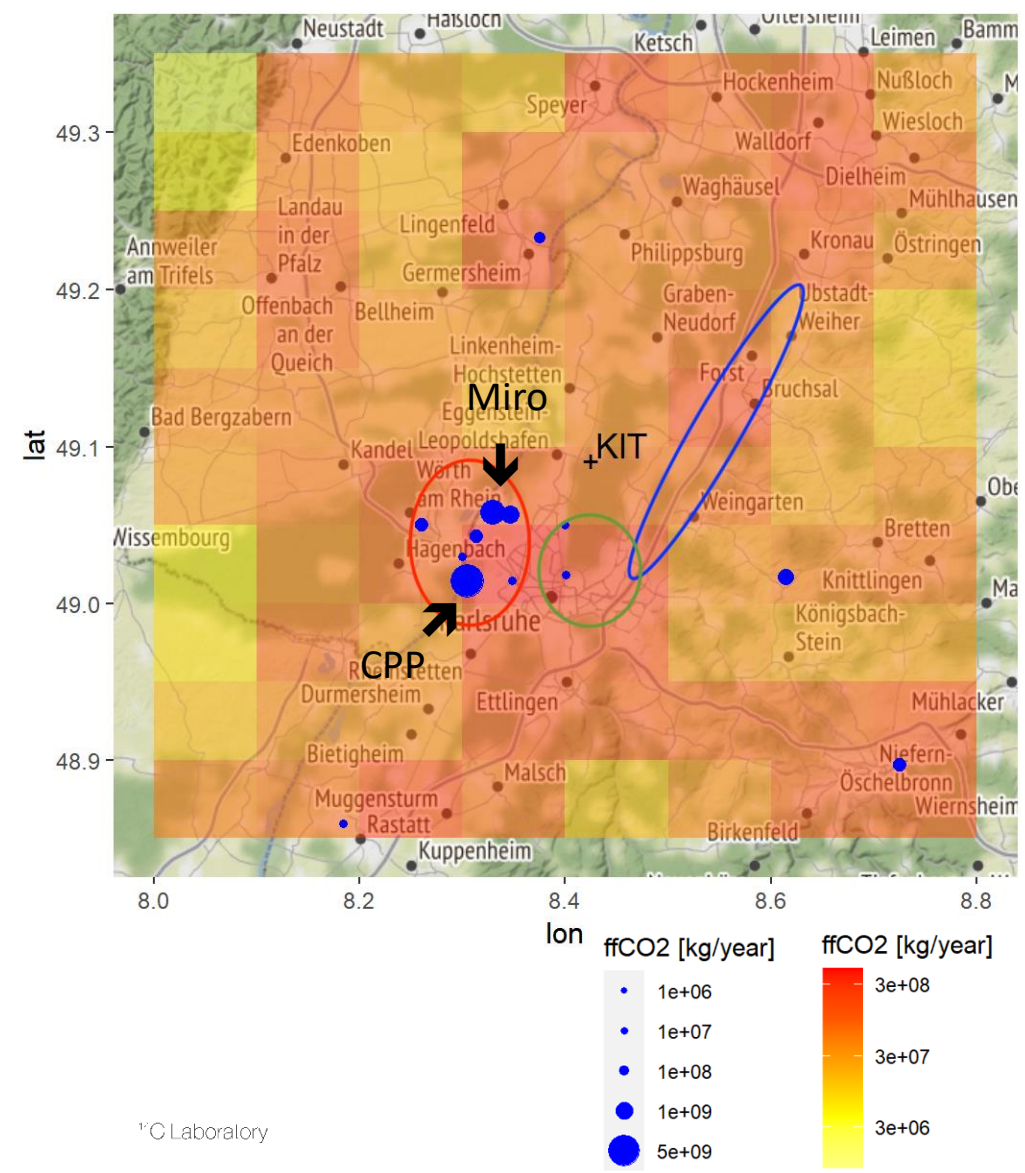 Neustadt
Haßloch
Oftersheim
Ketsch
Leimen
Bamm
Hockenheim
Nußloch
M
Speyer
49.3
Wiesloch
Edenkoben
Walldorf
Dielheim
Waghäusel
Mühlhausen
Landau
in der
Pfalz
Lingenfeld
Annweiler
am Trifels
Philippsburg
Kronau
Östringen
Germersheim
49.2
Offenbach
an der
Queich
Bellheim
Graben-
Neudorf
Ubstadt-
Weiher
Linkenheim-
Hochstetten
Forst
Bruchsal
Miro
Bad Bergzabern
Eggenstein-
Leopoldshafen
lat
49.1
Kandel
KIT
Wörth
am Rhein
Weingarten
Obe
Wissembourg
Bretten
Hagenbach
Knittlingen
Ma
49.0
Karlsruhe
Königsbach-
Stein
CPP
Rheinstetten
Durmersheim
Ettlingen
Mühlacker
Bietigheim
48.9
Niefern-
Öschelbronn
Malsch
Muggensturm
Rastatt
Wiernsheim
Birkenfeld
Kuppenheim
8.0
8.2
8.4
8.6
8.8
lon
ffCO2 [kg/year]
1e+06
1e+07
1e+08
1e+09
5e+09
ffCO2 [kg/year]
3e+08
3e+07
3e+06
¹⁴C Laboratory